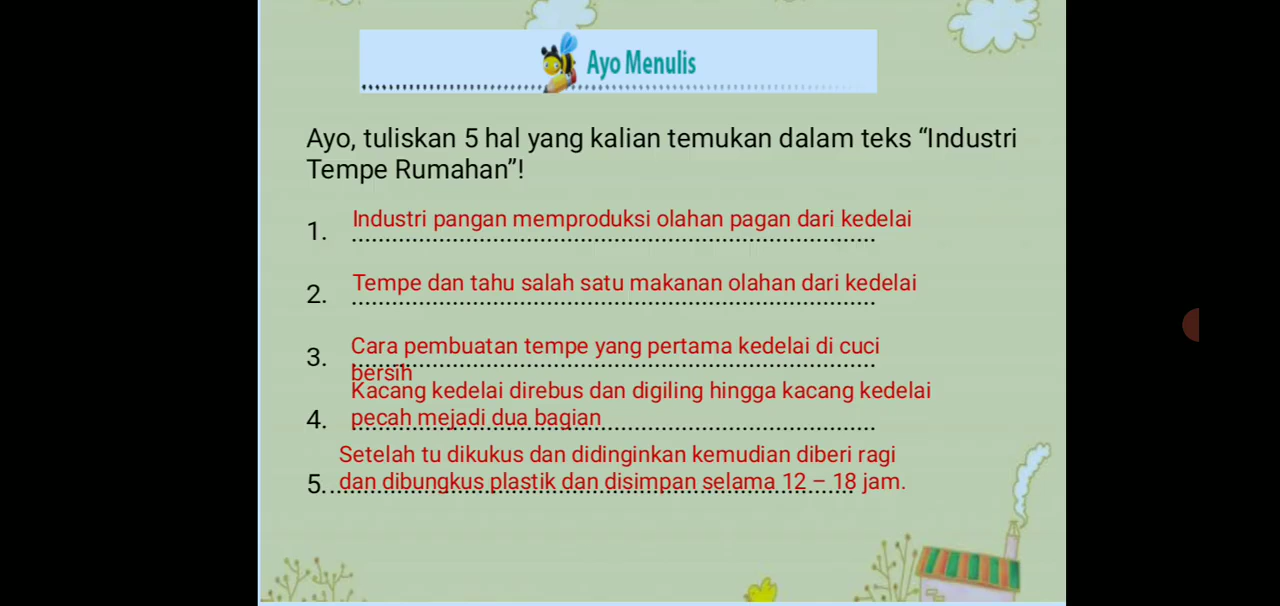 Ayo Menulis
Ayo, tuliskan 5 hal yang kalian temukan dalam teks “Industri
Tempe Rumahan”!
1. Industri pangan memproduksi olahan pagan dari kedelai
2. Tempe dan tahu salah satu makanan olahan dari kedelai
3. Cara pembuatan tempe yang pertama kedelai di cuci
bersih
4. Kacang kedelai direbus dan digiling hingga kacang kedelai
pecah mejadi dua bagian
5. Setelah tu dikukus dan didinginkan kemudian diberi ragi
dan dibungkus plastik dan disimpan selama 12 – 18 jam.